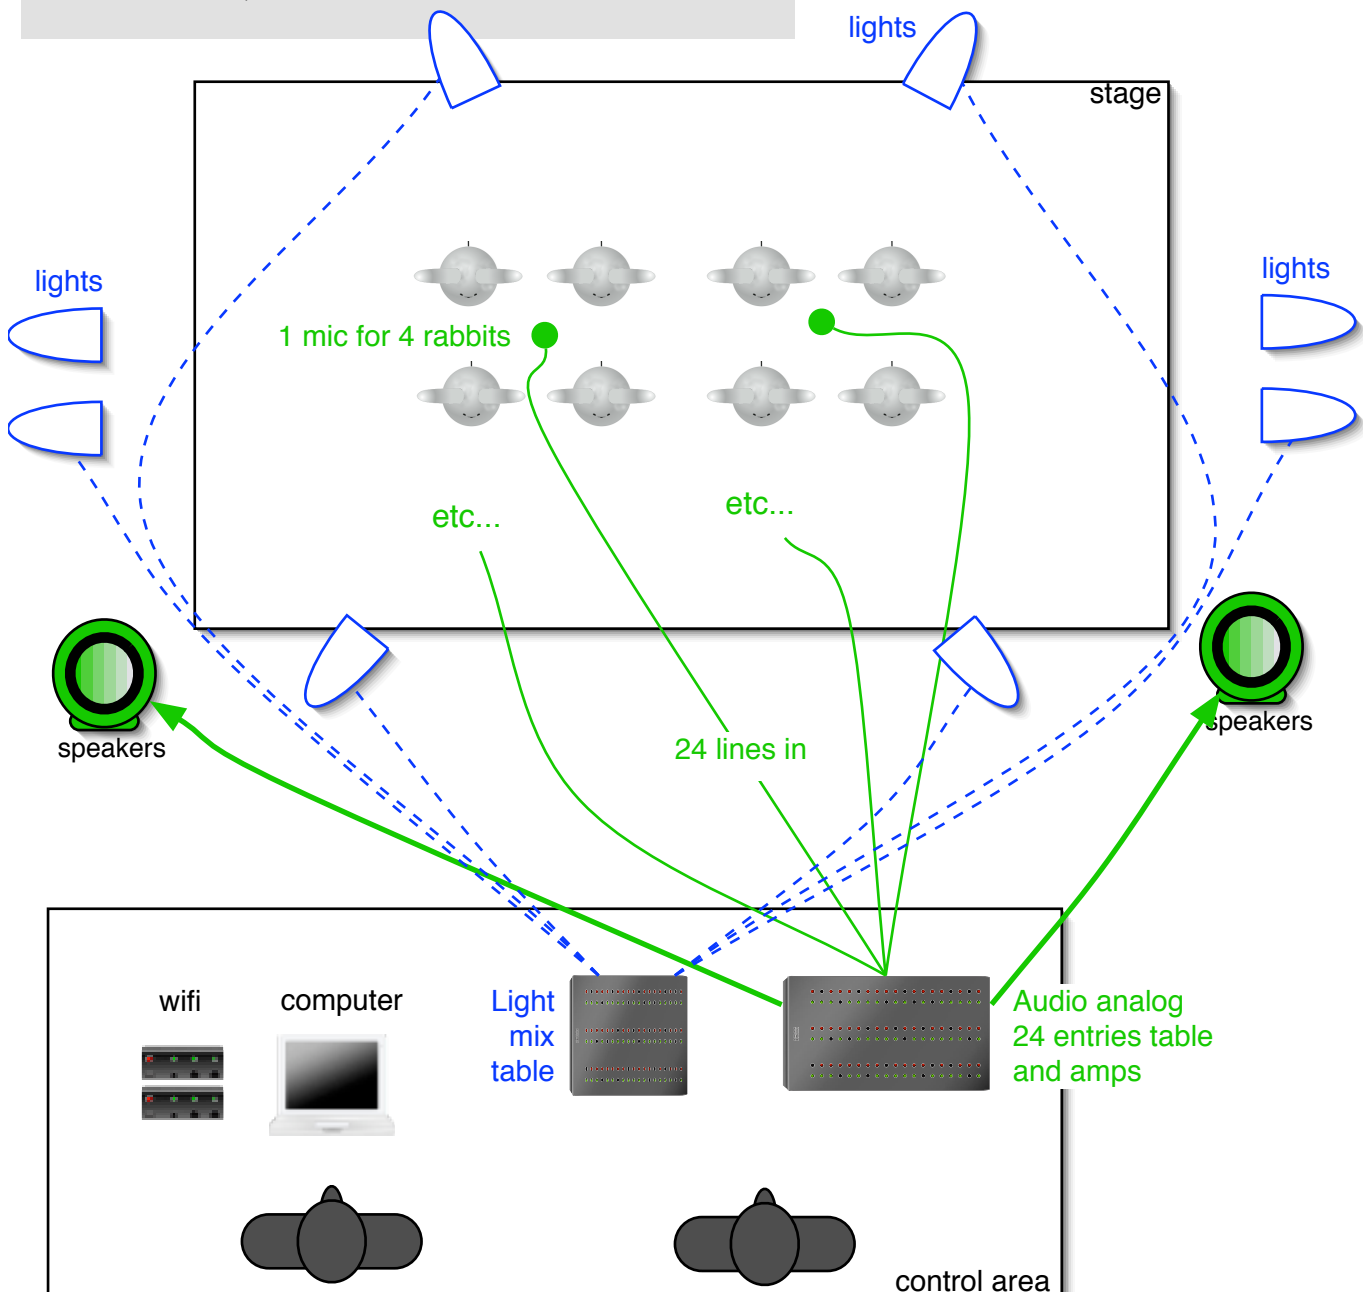 lights
stage
lights
lights
1 mic for 4 rabbits
etc...
etc...
24 lines in
speakers
speakers
wifi
computer
Light
mix
table
Audio analog
24 entries table
and amps
control area